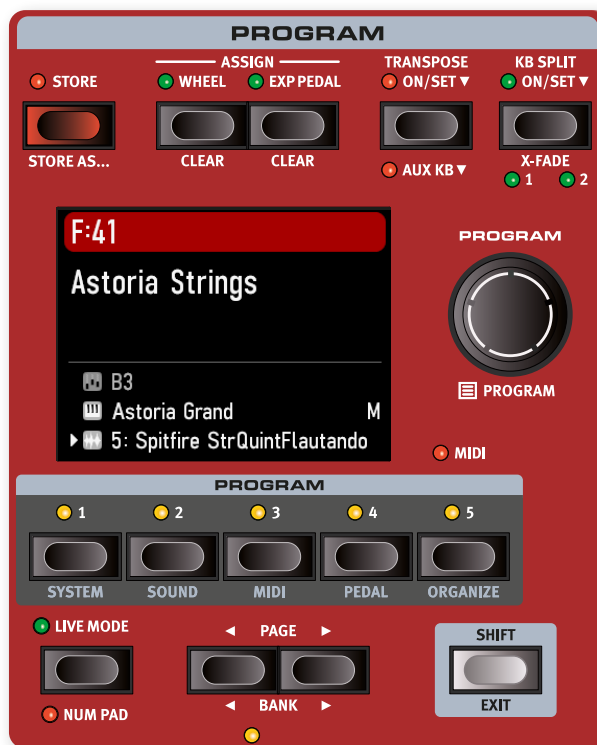 PROGRAM
ASSIGN
TRANSPOSE
KB SPLIT
STORE
WHEEL
EXP PEDAL
ON/SET ▼
ON/SET ▼
STORE AS...
CLEAR
CLEAR
AUX KB ▼
X-FADE
1
2
F:41
Astoria Strings
B3
Astoria Grand M
5: Spitfire StrQuintFlautando
PROGRAM
PROGRAM
MIDI
PROGRAM
1
2
3
4
5
SYSTEM
SOUND
MIDI
PEDAL
ORGANIZE
LIVE MODE
◄ PAGE ►
SHIFT
NUM PAD
◄ BANK ►
EXIT